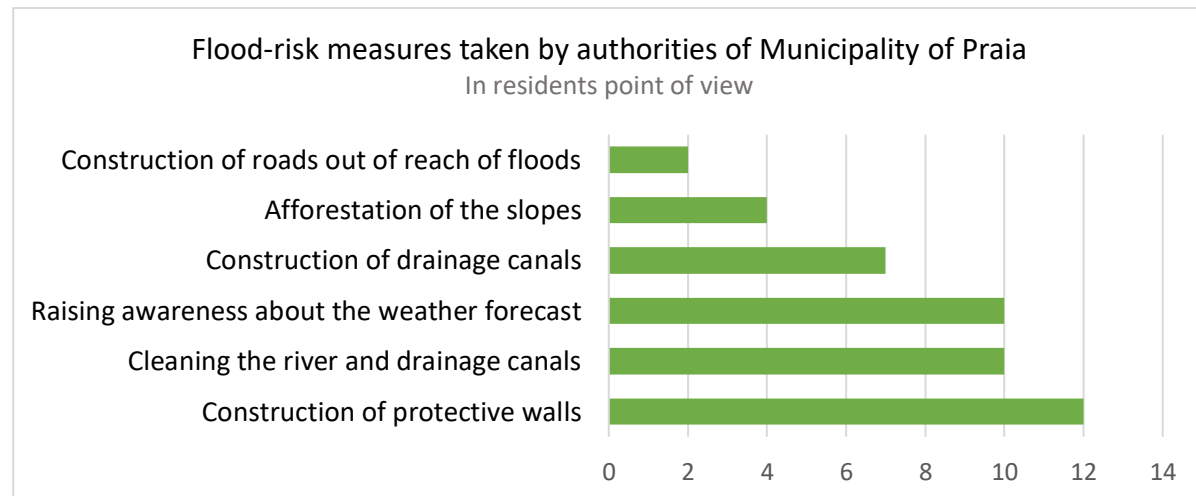 Flood-risk measures taken by authorities of Municipality of Praia
In residents point of view
Construction of roads out of reach of floods
Afforestation of the slopes
Construction of drainage canals
Raising awareness about the weather forecast
Cleaning the river and drainage canals
Construction of protective walls
0 2 4 6 8 10 12 14